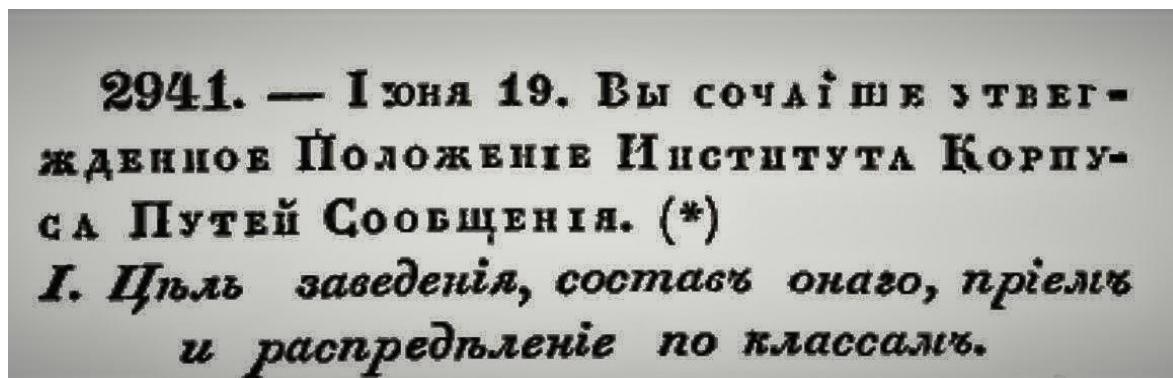 2941. — Іюня 19. Высочайше утвер-
жденное Положеніе Института Корпу-
са Путей Сообщенія. (*)
I. Цѣль заведенія, составъ онаго, пріемъ
и распредѣленіе по классамъ.